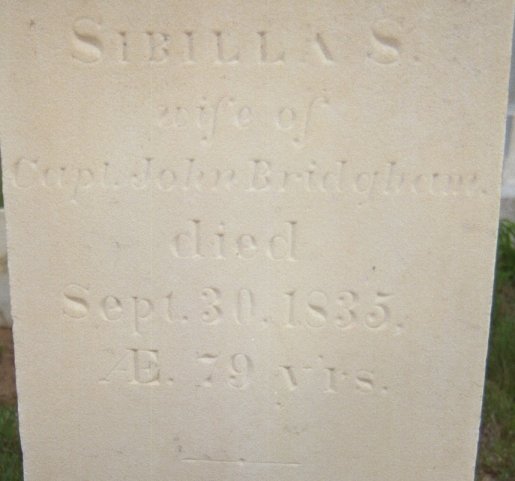 SIBILLA S.
wife of
Capt. John Bridgham.
died
Sept. 30, 1835,
Æ. 79 yrs.